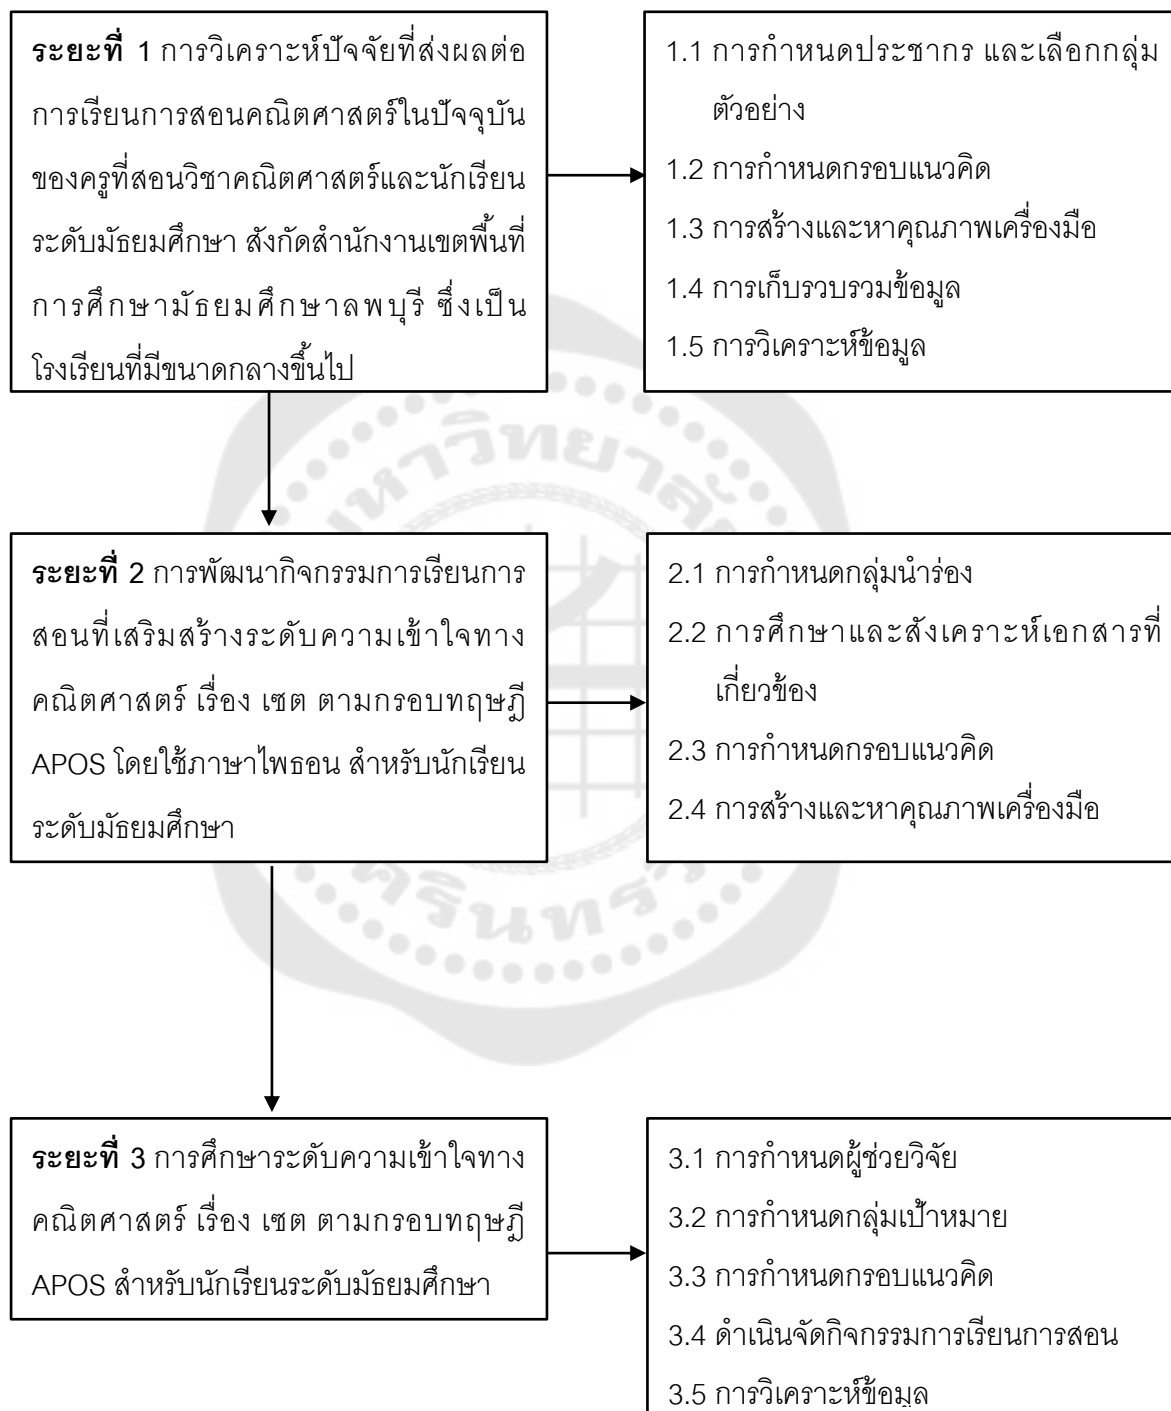 ระยะที่ 1 การวิเคราะห์ปัจจัยที่ส่งผลต่อ
การเรียนการสอนคณิตศาสตร์ในปัจจุบัน
ของครูที่สอนวิชาคณิตศาสตร์และนักเรียน
ระดับมัธยมศึกษา สังกัดสำนักงานเขตพื้นที่
การศึกษามัธยมศึกษาลพบุรี ซึ่งเป็น
โรงเรียนที่มีขนาดกลางขึ้นไป
1.1 การกำหนดประชากร และเลือกกลุ่ม
ตัวอย่าง
1.2 การกำหนดกรอบแนวคิด
1.3 การสร้างและหาคุณภาพเครื่องมือ
1.4 การเก็บรวบรวมข้อมูล
1.5 การวิเคราะห์ข้อมูล
ระยะที่ 2 การพัฒนากิจกรรมการเรียนการ
สอนที่เสริมสร้างระดับความเข้าใจทาง
คณิตศาสตร์ เรื่อง เซต ตามกรอบทฤษฎี
APOS โดยใช้ภาษาไพธอน สำหรับนักเรียน
ระดับมัธยมศึกษา
2.1 การกำหนดกลุ่มนำร่อง
2.2 การศึกษาและสังเคราะห์เอกสารที่
เกี่ยวข้อง
2.3 การกำหนดกรอบแนวคิด
2.4 การสร้างและหาคุณภาพเครื่องมือ
ระยะที่ 3 การศึกษาระดับความเข้าใจทาง
คณิตศาสตร์ เรื่อง เซต ตามกรอบทฤษฎี
APOS สำหรับนักเรียนระดับมัธยมศึกษา
3.1 การกำหนดผู้ช่วยวิจัย
3.2 การกำหนดกลุ่มเป้าหมาย
3.3 การกำหนดกรอบแนวคิด
3.4 ดำเนินจัดกิจกรรมการเรียนการสอน
3.5 การวิเคราะห์ข้อมูล